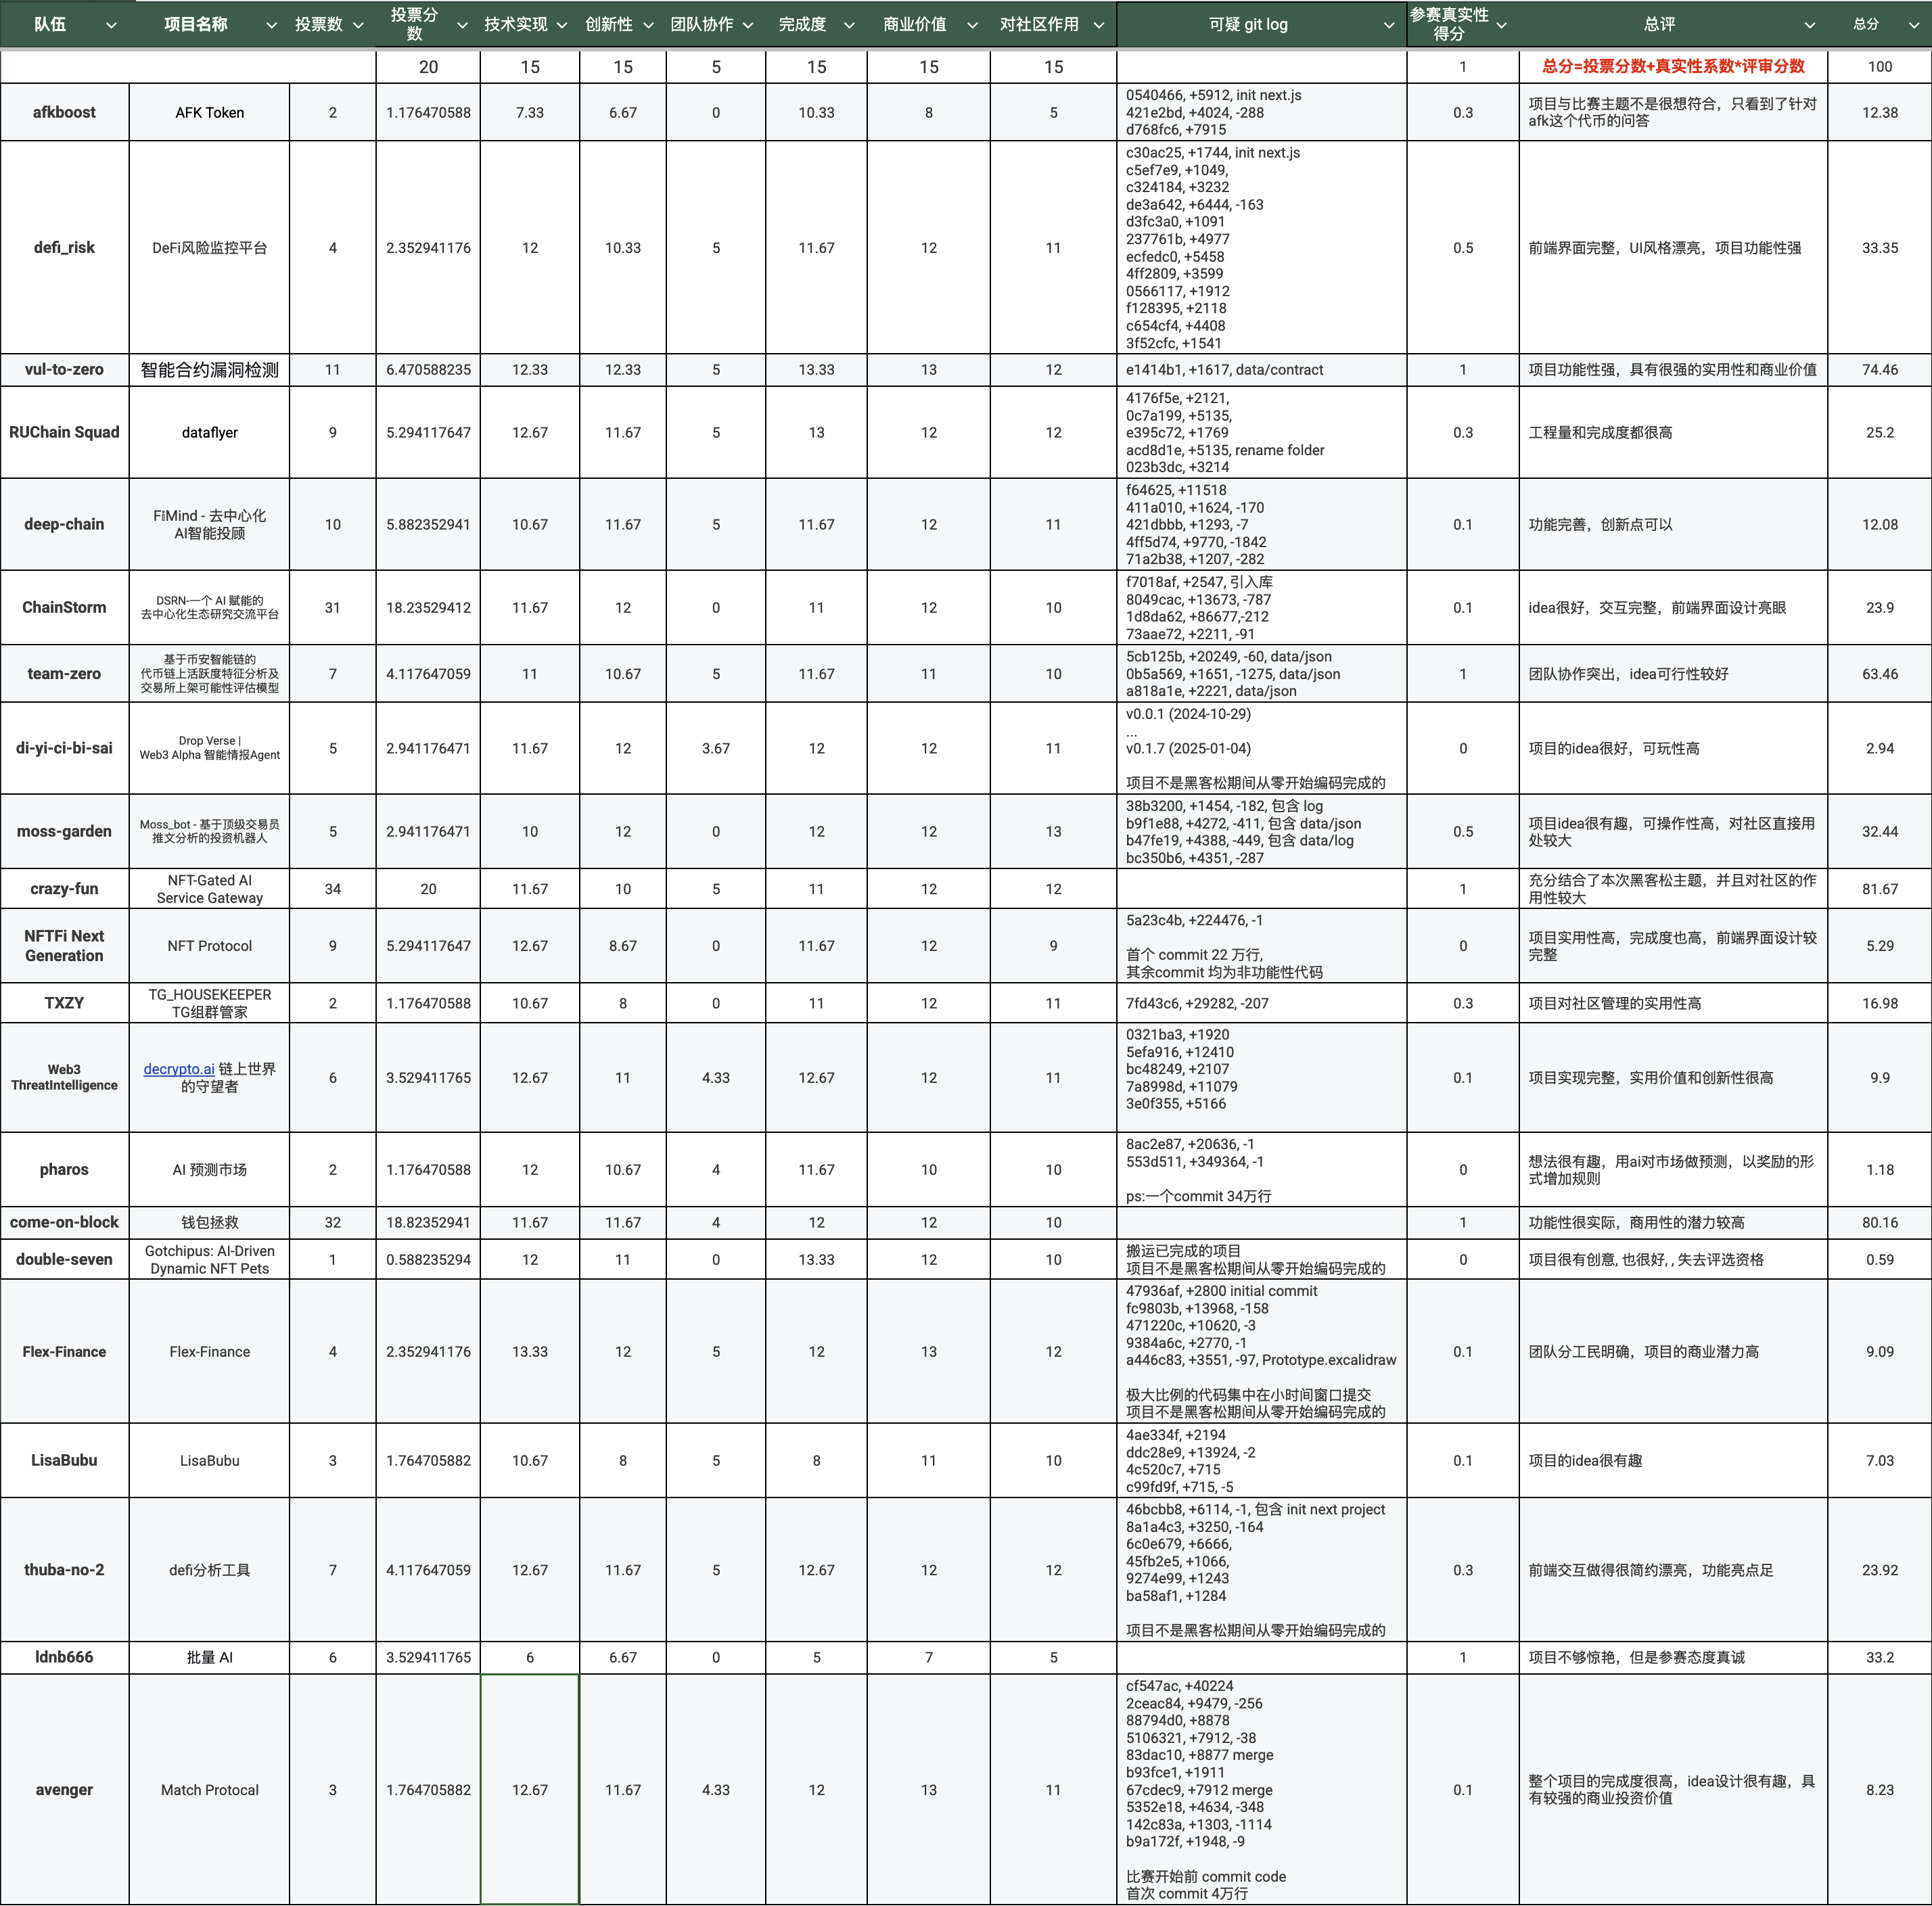 队伍 项目名称 投票数 投票分数 技术实现 创新性 团队协作 完成度 商业价值 对社区作用 可疑 git log 参赛真实性得分 总评 总分
20 15 15 5 15 15 15 1 总分=投票分数+真实性系数*评审分数 100
afkboost AFK Token 2 1.176470588 7.33 6.67 0 10.33 8 5
0540466, +5912, init next.js
421e2bd, +4024, -288
d768fc6, +7915
0.3
项目与比赛主题不是很想符合，只看到了针对
afk这个代币的问答
12.38
defi_risk DeFi风险监控平台 4 2.352941176 12 10.33 5 11.67 12 11
c30ac25, +1744, init next.js
c5ef7e9, +1049,
c324184, +3232
de3a642, +6444, -163
d3fc3a0, +1091
237761b, +4977
ecfedc0, +5458
4ff2809, +3599
0566117, +1912
f128395, +2118
c654cf4, +4408
3f52cfc, +1541
0.5 前端界面完整，UI风格漂亮，项目功能性强 33.35
vul-to-zero 智能合约漏洞检测 11 6.470588235 12.33 12.33 5 13.33 13 12 e1414b1, +1617, data/contract 1 项目功能性强，具有很强的实用性和商业价值 74.46
RUChain Squad dataflyer 9 5.294117647 12.67 11.67 5 13 12 12
4176f5e, +2121,
0c7a199, +5135,
e395c72, +1769
acd8d1e, +5135, rename folder
023b3dc, +3214
0.3 工程量和完成度都很高 25.2
deep-chain
FiMind - 去中心化
AI智能投顾
10 5.882352941 10.67 11.67 5 11.67 12 11
f64625, +11518
411a010, +1624, -170
421dbbb, +1293, -7
4ff5d74, +9770, -1842
71a2b38, +1207, -282
0.1 功能完善，创新点可以 12.08
ChainStorm
DSRN-一个 AI 赋能的
去中心化生态研究交流平台
31 18.23529412 11.67 12 0 11 12 10
f7018af, +2547, 引入库
8049cac, +13673, -787
1d8da62, +86677,-212
73aae72, +2211, -91
0.1 idea很好，交互完整，前端界面设计亮眼 23.9
team-zero
基于币安智能链的
代币链上活跃度特征分析及
交易所上架可能性评估模型
7 4.117647059 11 10.67 5 11.67 11 10
5cb125b, +20249, -60, data/json
0b5a569, +1651, -1275, data/json
a818a1e, +2221, data/json
1 团队协作突出，idea可行性较好 63.46
di-yi-ci-bi-sai
Drop Verse |
Web3 Alpha 智能情报Agent
5 2.941176471 11.67 12 3.67 12 12 11
v0.0.1 (2024-10-29)
...
v0.1.7 (2025-01-04)
项目不是黑客松期间从零开始编码完成的
0 项目的idea很好，可玩性高 2.94
moss-garden
Moss_bot - 基于顶级交易员
推文分析的投资机器人
5 2.941176471 10 12 0 12 12 13
38b3200, +1454, -182, 包含 log
b9f1e88, +4272, -411, 包含 data/json
b47fe19, +4388, -449, 包含 data/log
bc350b6, +4351, -287
0.5
项目idea很有趣，可操作性高，对社区直接用
处较大
32.44
crazy-fun
NFT-Gated AI
Service Gateway
34 20 11.67 10 5 11 12 12 1
充分结合了本次黑客松主题，并且对社区的作
用性较大
81.67
NFTFi Next
Generation
NFT Protocol 9 5.294117647 12.67 8.67 0 11.67 12 9
5a23c4b, +224476, -1
首个 commit 22 万行,
其余commit 均为非功能性代码
0
项目实用性高，完成度也高，前端界面设计较
完整
5.29
TXZY
TG_HOUSEKEEPER
TG组群管家
2 1.176470588 10.67 8 0 11 12 11 7fd43c6, +29282, -207 0.3 项目对社区管理的实用性高 16.98
Web3
ThreatIntelligence
decrypto.ai 链上世界
的守望者
6 3.529411765 12.67 11 4.33 12.67 12 11
0321ba3, +1920
5efa916, +12410
bc48249, +2107
7a8998d, +11079
3e0f355, +5166
0.1 项目实现完整，实用价值和创新性很高 9.9
pharos AI 预测市场 2 1.176470588 12 10.67 4 11.67 10 10
8ac2e87, +20636, -1
553d511, +349364, -1
ps:一个commit 34万行
0
想法很有趣，用ai对市场做预测，以奖励的形
式增加规则
1.18
come-on-block 钱包拯救 32 18.82352941 11.67 11.67 4 12 12 10 1 功能性很实际，商用性的潜力较高 80.16
double-seven
Gotchipus: AI-Driven
Dynamic NFT Pets
1 0.588235294 12 11 0 13.33 12 10
搬运已完成的项目
项目不是黑客松期间从零开始编码完成的
0 项目很有创意, 也很好, , 失去评选资格 0.59
Flex-Finance Flex-Finance 4 2.352941176 13.33 12 5 12 13 12
47936af, +2800 initial commit
fc9803b, +13968, -158
471220c, +10620, -3
9384a6c, +2770, -1
a446c83, +3551, -97, Prototype.excalidraw
极大比例的代码集中在小时间窗口提交
项目不是黑客松期间从零开始编码完成的
0.1 团队分工民明确，项目的商业潜力高 9.09
LisaBubu LisaBubu 3 1.764705882 10.67 8 5 8 11 10
4ae334f, +2194
ddc28e9, +13924, -2
4c520c7, +715
c99fd9f, +715, -5
0.1 项目的idea很有趣 7.03
thuba-no-2 defi分析工具 7 4.117647059 12.67 11.67 5 12.67 12 12
46bcbb8, +6114, -1, 包含 init next project
8a1a4c3, +3250, -164
6c0e679, +6666,
45fb2e5, +1066,
9274e99, +1243
ba58af1, +1284
项目不是黑客松期间从零开始编码完成的
0.3 前端交互做得很简约漂亮，功能亮点足 23.92
ldnb666 批量 AI 6 3.529411765 6 6.67 0 5 7 5 1 项目不够惊艳，但是参赛态度真诚 33.2
avenger Match Protocal 3 1.764705882 12.67 11.67 4.33 12 13 11
cf547ac, +40224
2ceac84, +9479, -256
88794d0, +8878
5106321, +7912, -38
83dac10, +8877 merge
b93fce1, +1911
67cdec9, +7912 merge
5352e18, +4634, -348
142c83a, +1303, -1114
b9a172f, +1948, -9
比赛开始前 commit code
首次 commit 4万行
0.1
整个项目的完成度很高，idea设计很有趣，具
有较强的商业投资价值
8.23